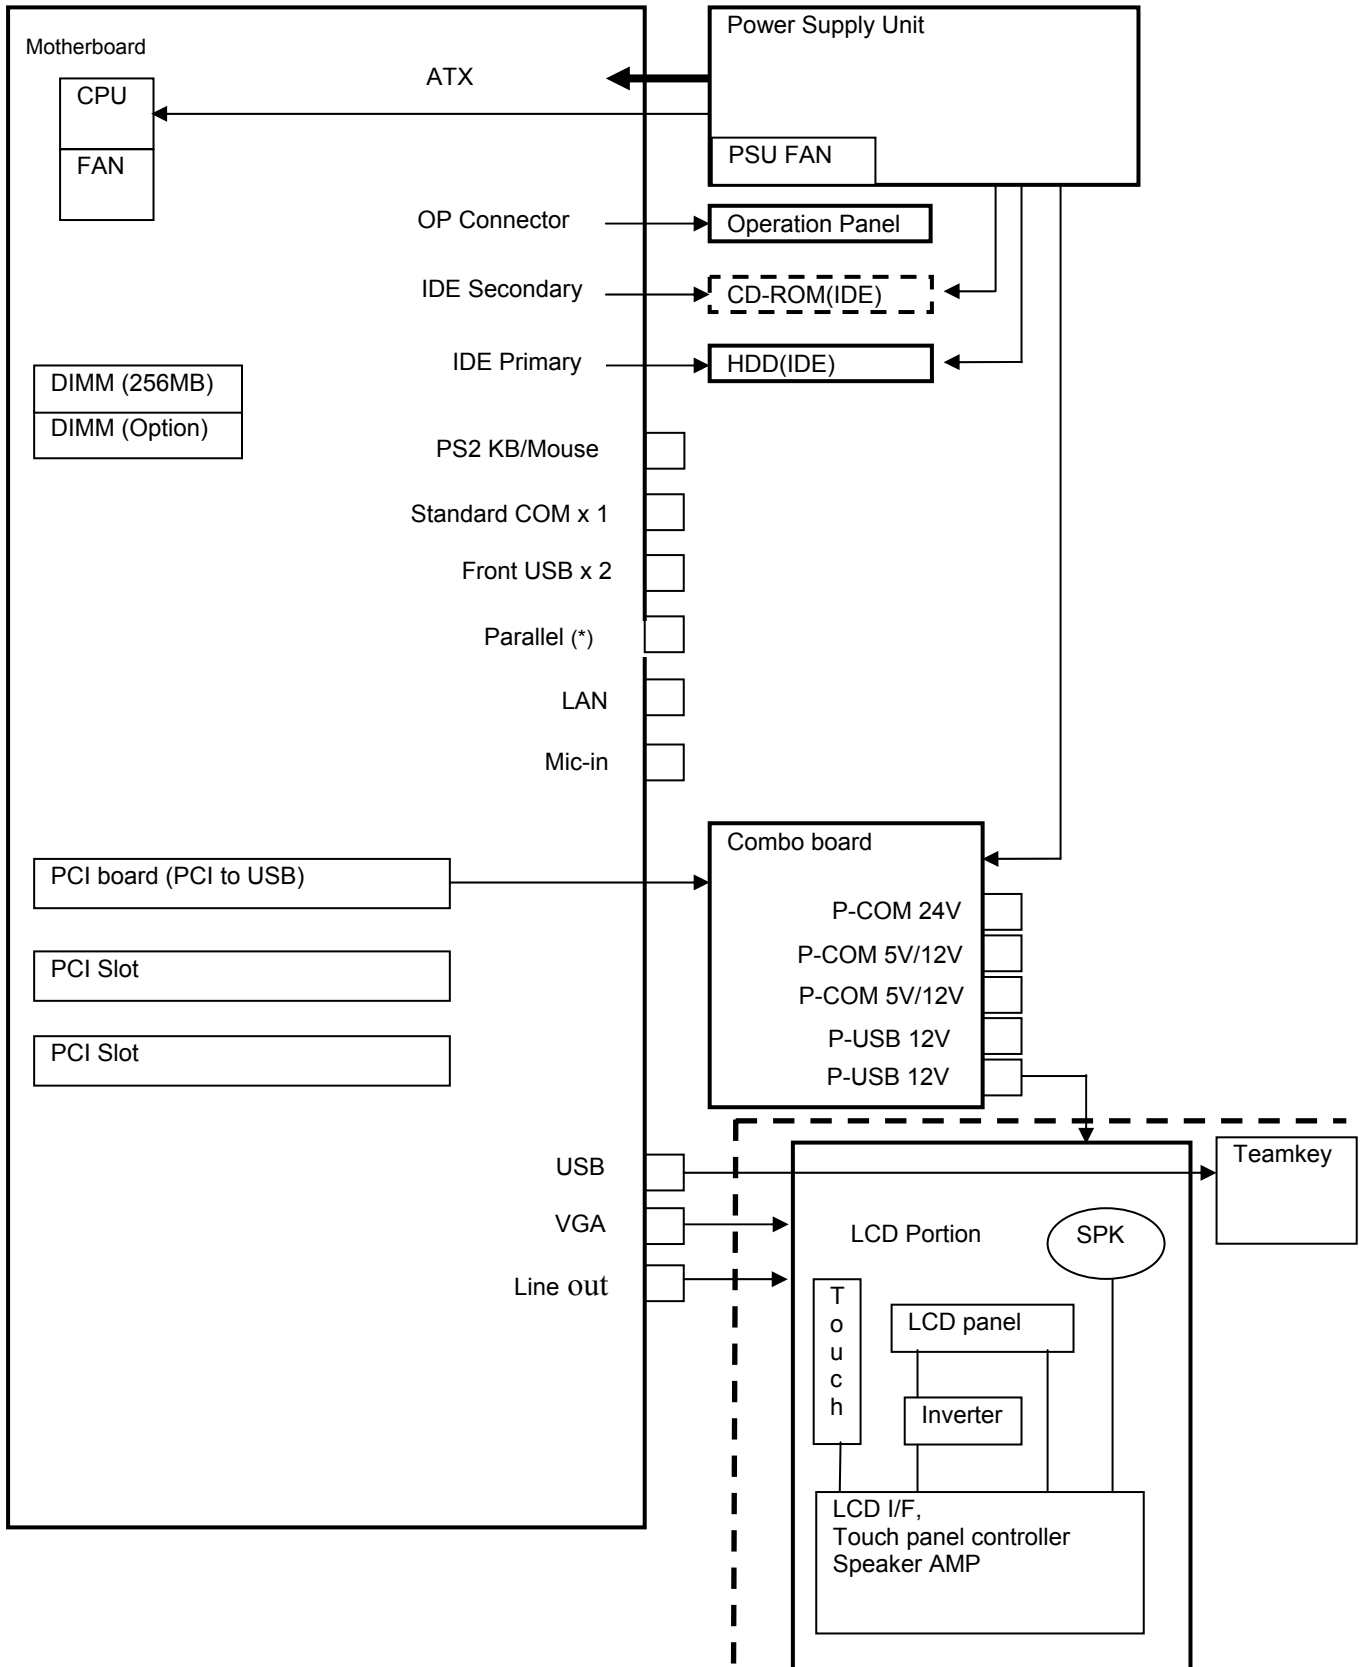 Power Supply Unit
Motherboard
ATX
CPU
PSU FAN
FAN
OP Connector
Operation Panel
IDE Secondary
CD-ROM(IDE)
IDE Primary
HDD(IDE)
DIMM (256MB)
DIMM (Option)
PS2 KB/Mouse
Standard COM x 1
Front USB x 2
Parallel (*)
LAN
Mic-in
Combo board
PCI board (PCI to USB)
P-COM 24V
P-COM 5V/12V
PCI Slot
P-COM 5V/12V
P-USB 12V
PCI Slot
P-USB 12V
USB
Teamkey
VGA
LCD Portion
SPK
Line out
Touch
LCD panel
Inverter
LCD I/F,
Touch panel controller
Speaker AMP